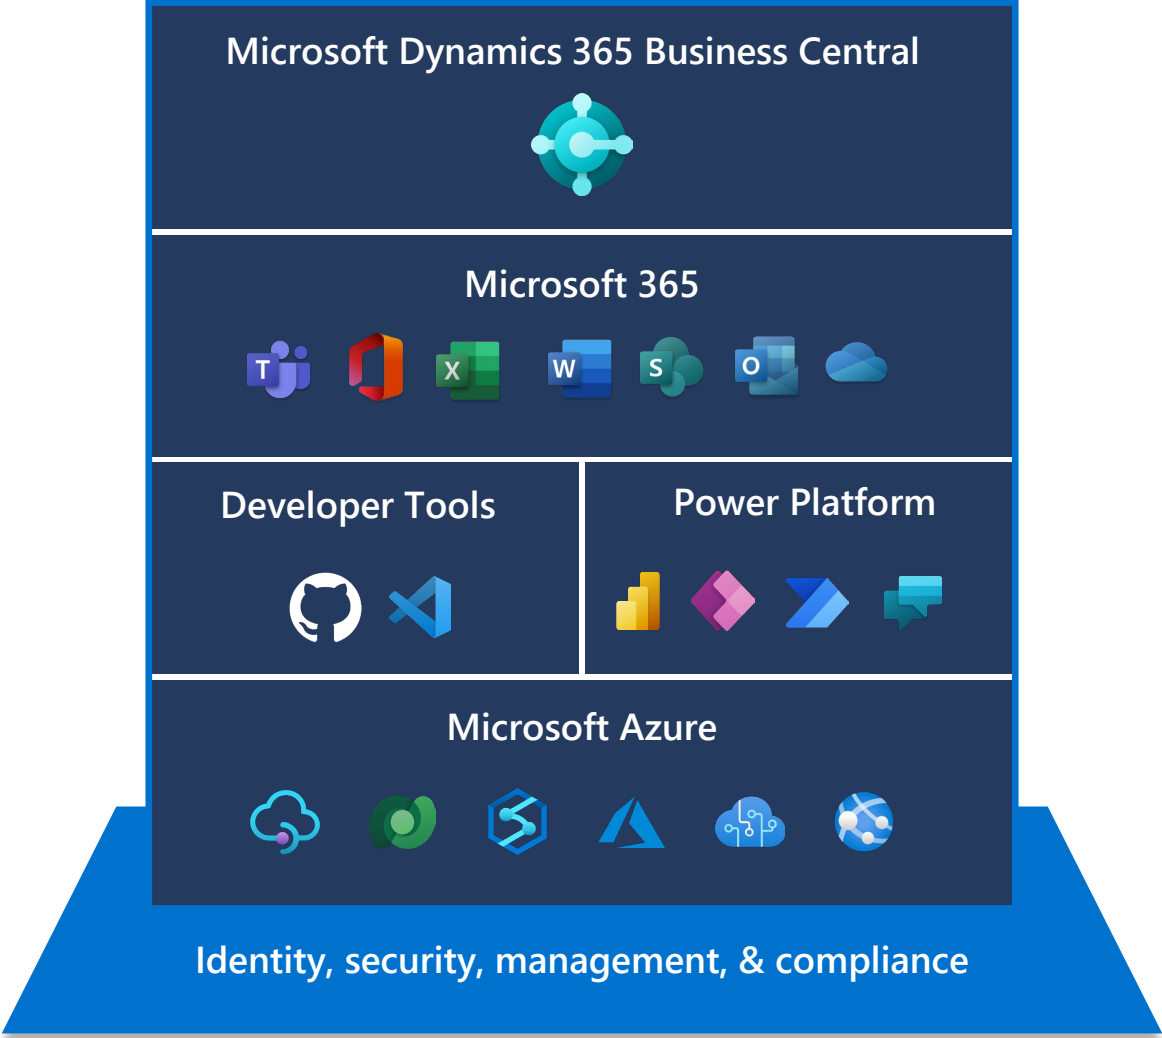 Microsoft Dynamics 365 Business Central
Microsoft 365
T
X
W
S
O
Developer Tools
Power Platform
Microsoft Azure
Identity, security, management, & compliance